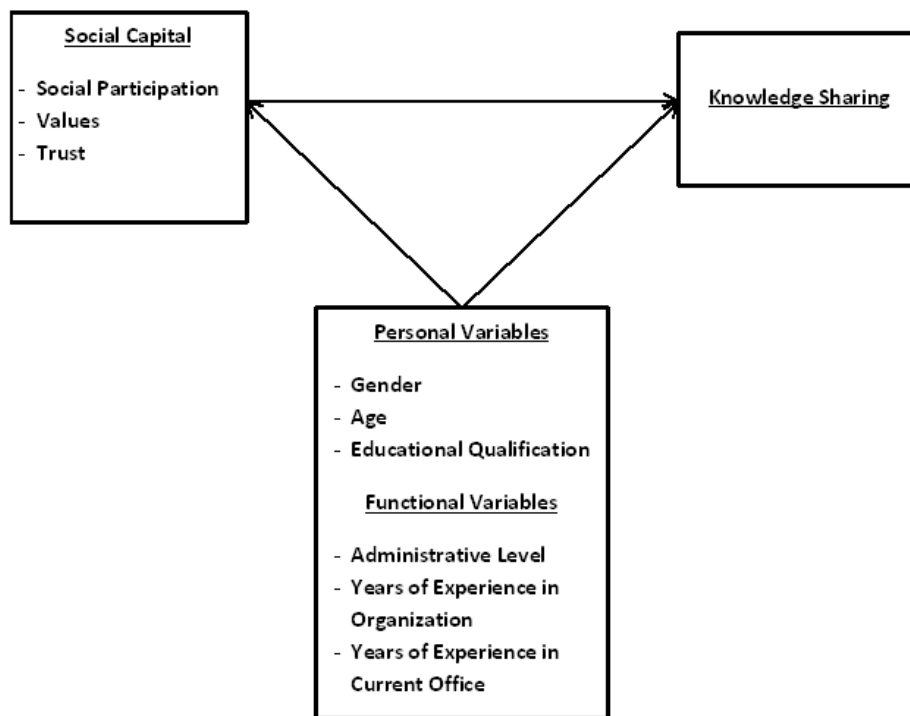 Social Capital
- Social Participation
- Values
- Trust
Knowledge Sharing
Personal Variables
- Gender
- Age
- Educational Qualification
Functional Variables
- Administrative Level
- Years of Experience in
Organization
- Years of Experience in
Current Office